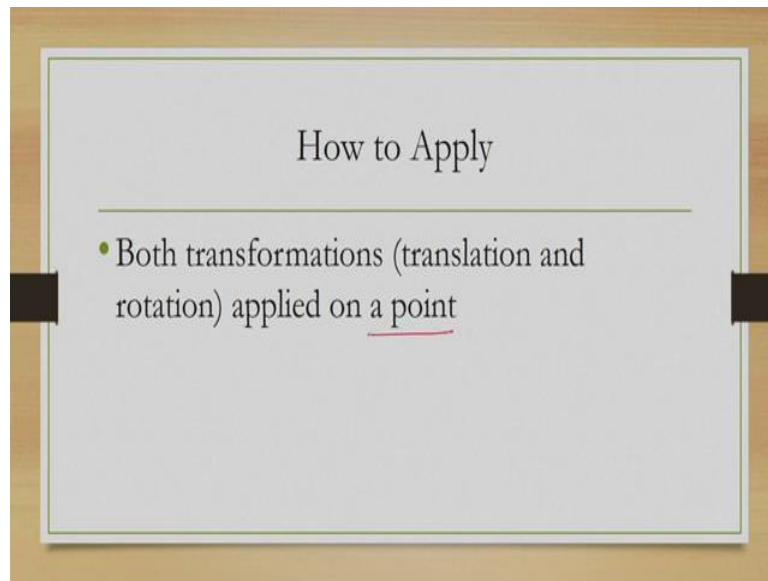 How to Apply
• Both transformations (translation and
rotation) applied on a point